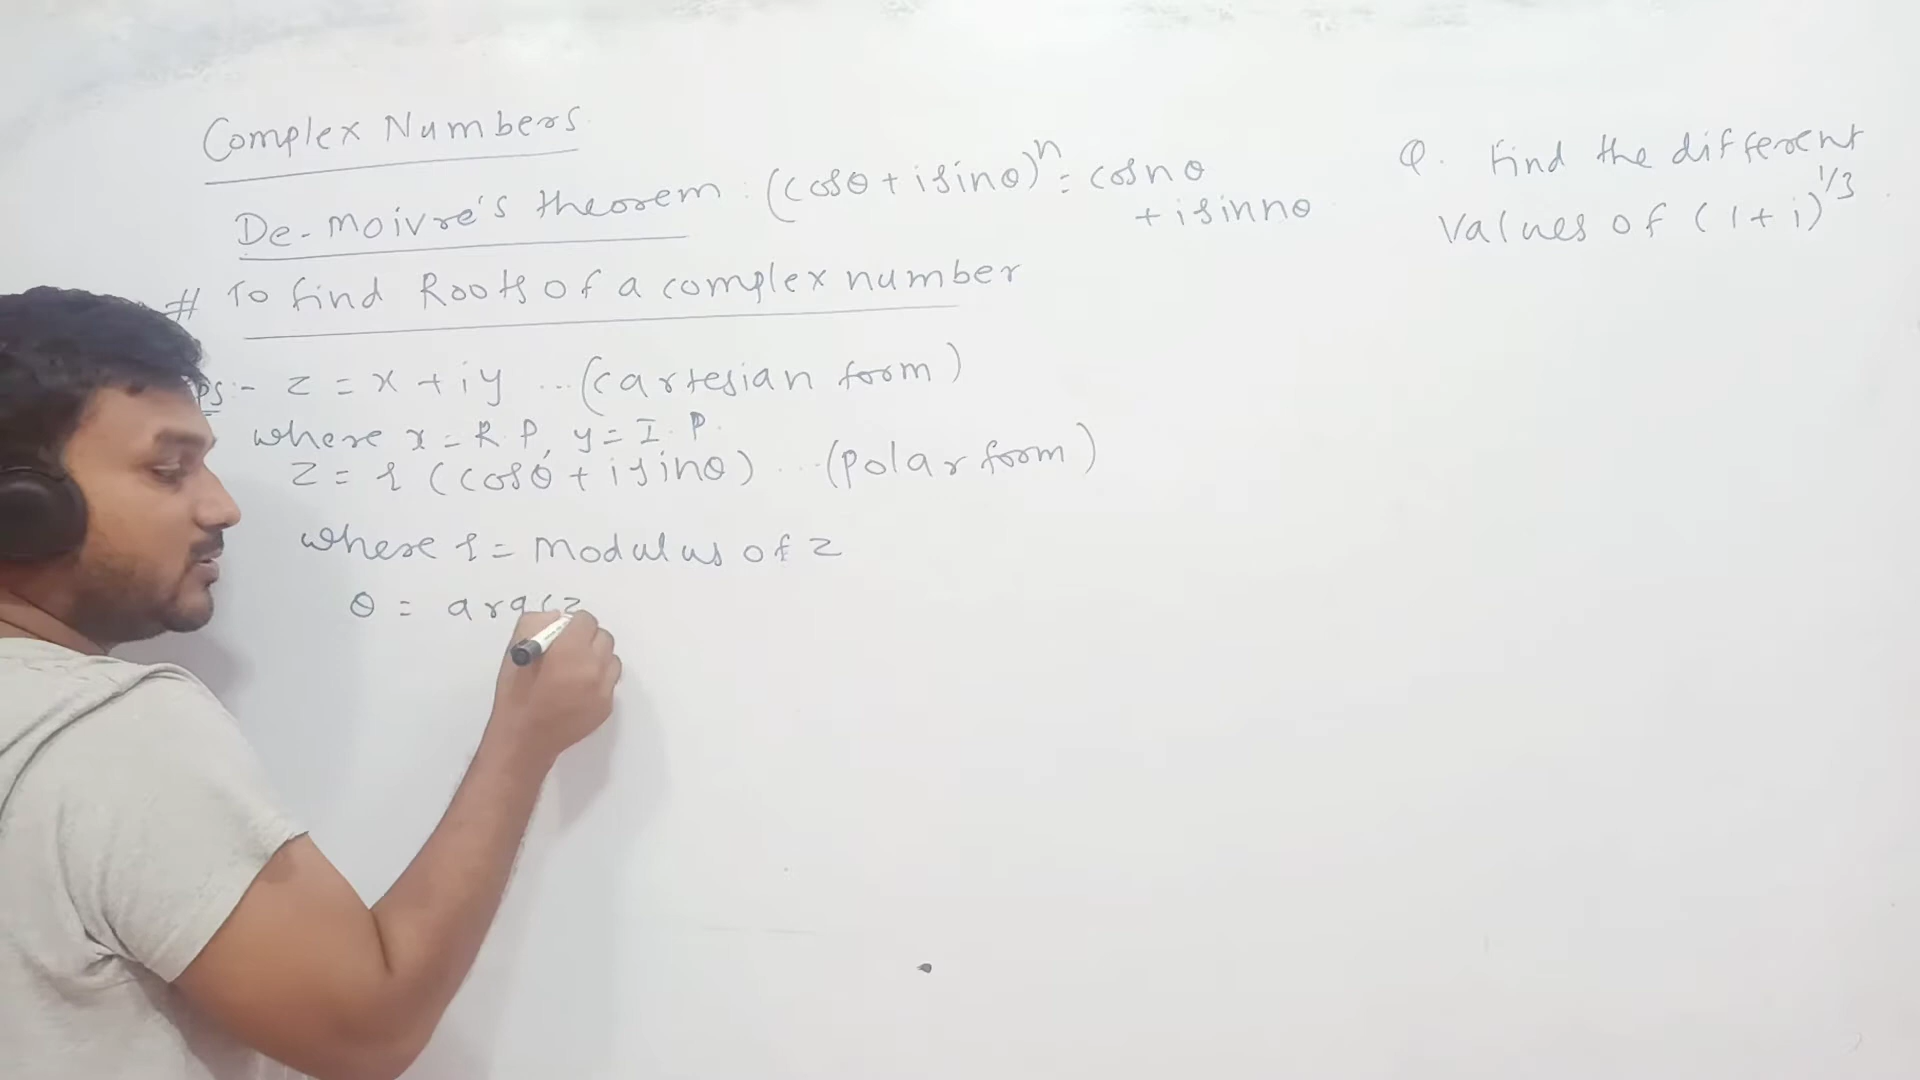 Complex Numbers
De-Moivre's theorem : (cosθ + isinθ)^n = cosnθ
+ isinnθ
# To find Roots of a complex number
ps :- z = x + iy ...(Cartesian form)
where x = R.P, y = I.P.
z = r (cosθ + isinθ) ...(polar form)
where r = Modulus of z
θ = arg(z
Q. Find the different
values of (1+i)^1/3.